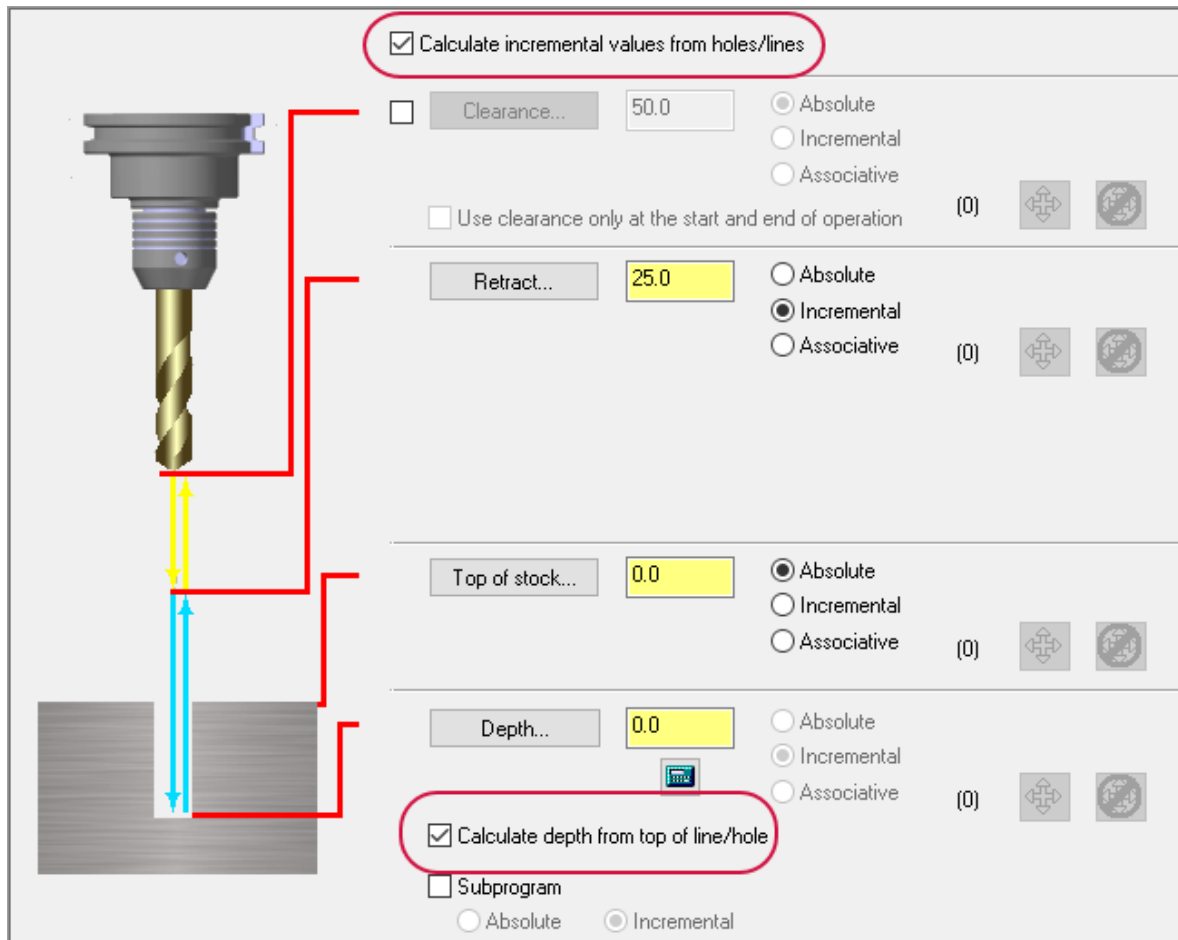 Calculate incremental values from holes/lines
Clearance... 50.0 Absolute
Incremental
Associative
Use clearance only at the start and end of operation (0)
Retract... 25.0 Absolute
Incremental
Associative (0)
Top of stock... 0.0 Absolute
Incremental
Associative (0)
Depth... 0.0 Absolute
Incremental
Associative (0)
Calculate depth from top of line/hole
Subprogram
Absolute Incremental